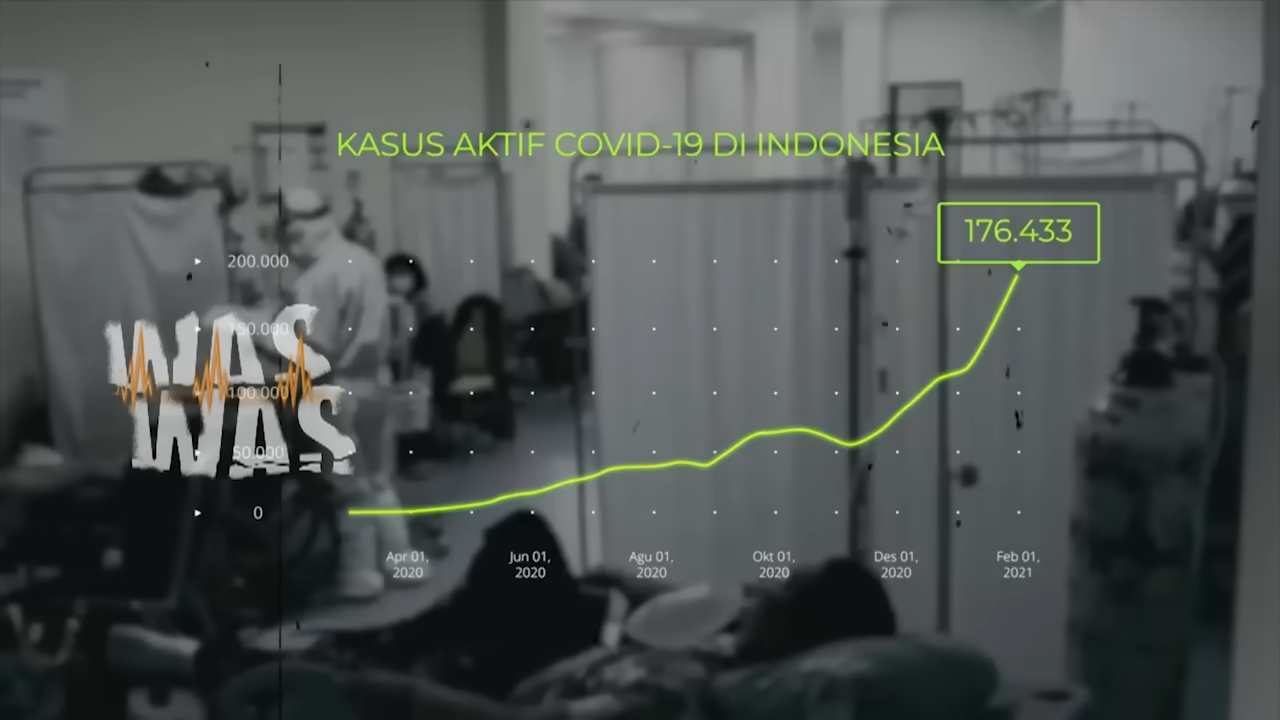 KASUS AKTIF COVID-19 DI INDONESIA
176.433
200.000
150.000
100.000
50.000
0
WAS
WAS
Apr 01,
2020
Jun 01,
2020
Agu 01,
2020
Okt 01,
2020
Des 01,
2020
Feb 01,
2021